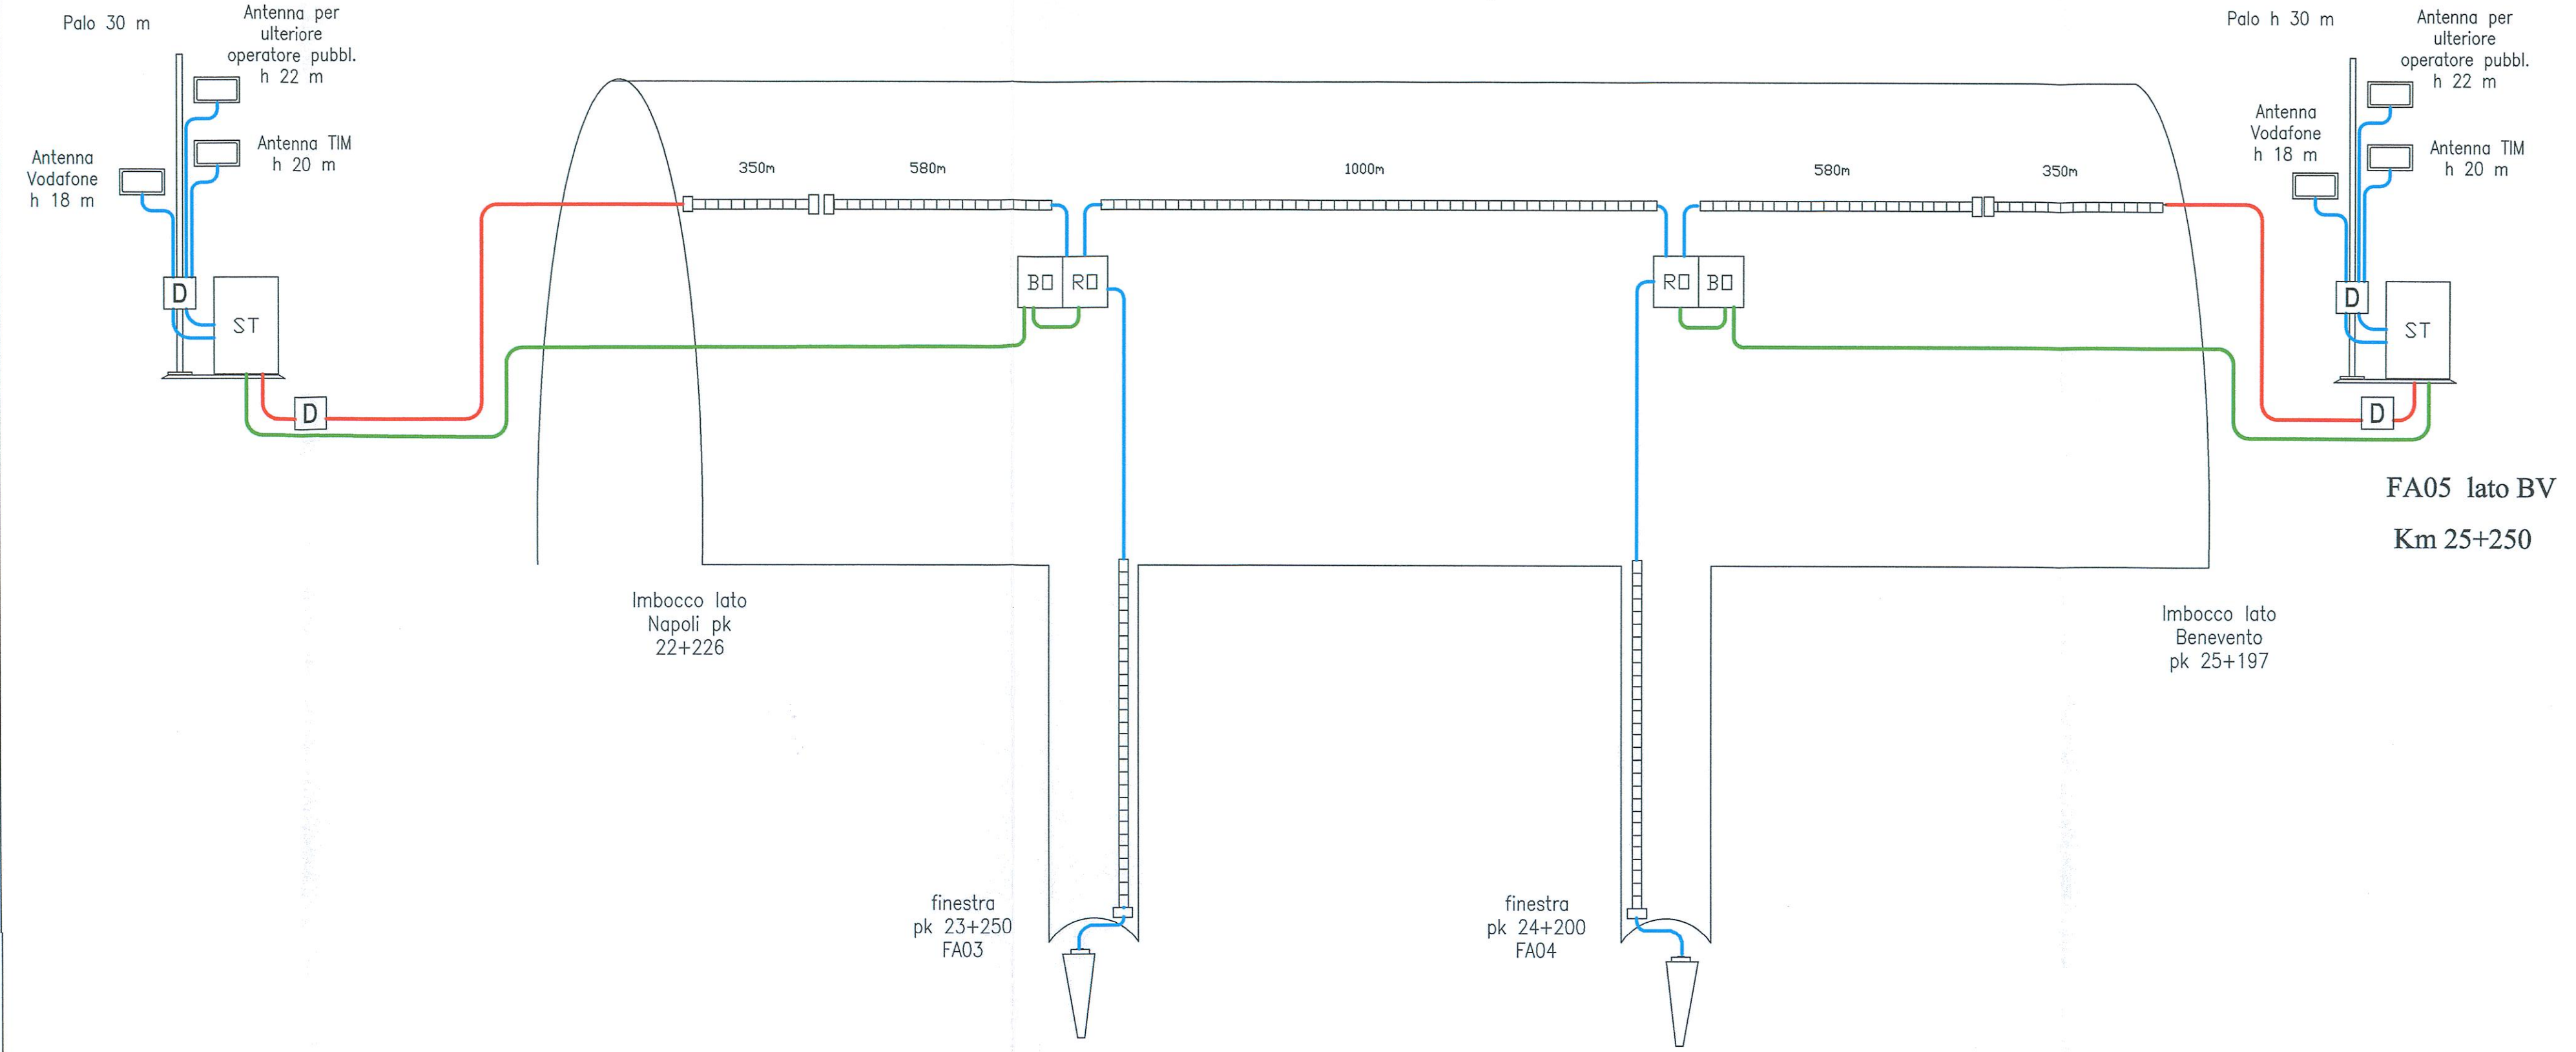 Palo 30 m
Antenna per
ulteriore
operatore pubbl.
h 22 m
Antenna TIM
h 20 m
Antenna
Vodafone
h 18 m
D
ST
D
350m
580m
1000m
580m
350m
BO
RO
RO
BO
Palo h 30 m
Antenna per
ulteriore
operatore pubbl.
h 22 m
Antenna
Vodafone
h 18 m
Antenna TIM
h 20 m
D
ST
D
FA05 lato BV
Km 25+250
Imbocco lato
Napoli pk
22+226
Imbocco lato
Benevento
pk 25+197
finestra
pk 23+250
FA03
finestra
pk 24+200
FA04